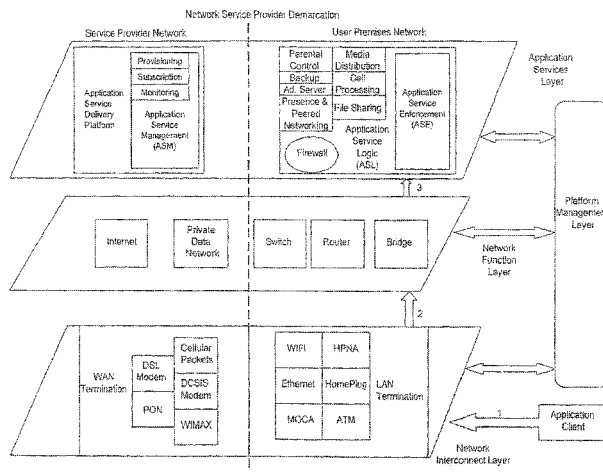 Network Service Provider Demarcation
Service Provider Network
User Premises Network
Provisioning
Subscription
Monitoring
Application
Service
Delivery
Platform
Application
Service
Management
(ASM)
Parental
Control
Backup
Ad. Server
Presence &
Peered
Networking
Firewall
Media
Distribution
Call
Processing
File Sharing
Application
Service
Logic
(ASL)
Application
Service
Enforcement
(ASE)
Application
Services
Layer
3
Internet
Private
Data
Network
Switch
Router
Bridge
Network
Function
Layer
Platform
Management
Layer
2
WAN
Termination
DSL
Modem
PON
Cellular
Packets
DCSIS
Modem
WIMAX
WIFI
HPNA
Ethernet
HomePlug
MOCA
ATM
LAN
Termination
1
Application
Client
Network
Interconnect Layer